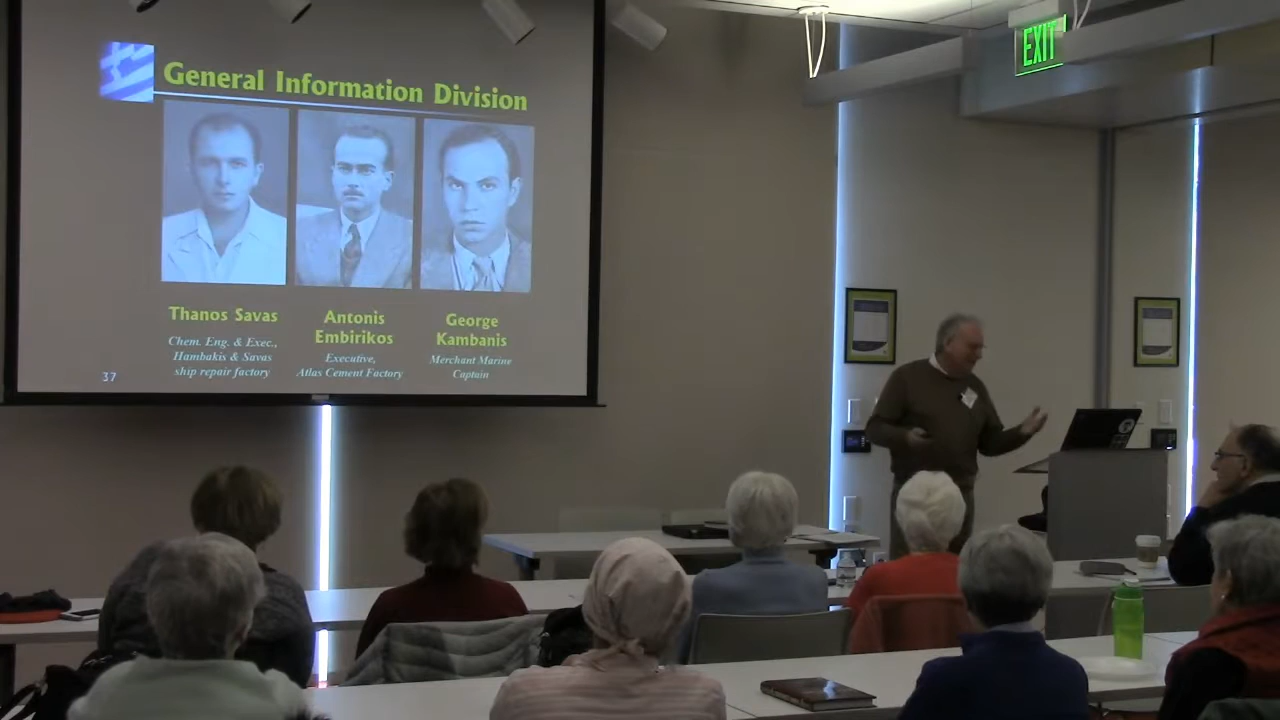 General Information Division
Thanos Savas
Chem. Eng. & Exec.,
Hambakis & Savas
ship repair factory
Antonis
Embirikos
Executive,
Atlas Cement Factory
George
Kambanis
Merchant Marine
Captain
37
EXIT